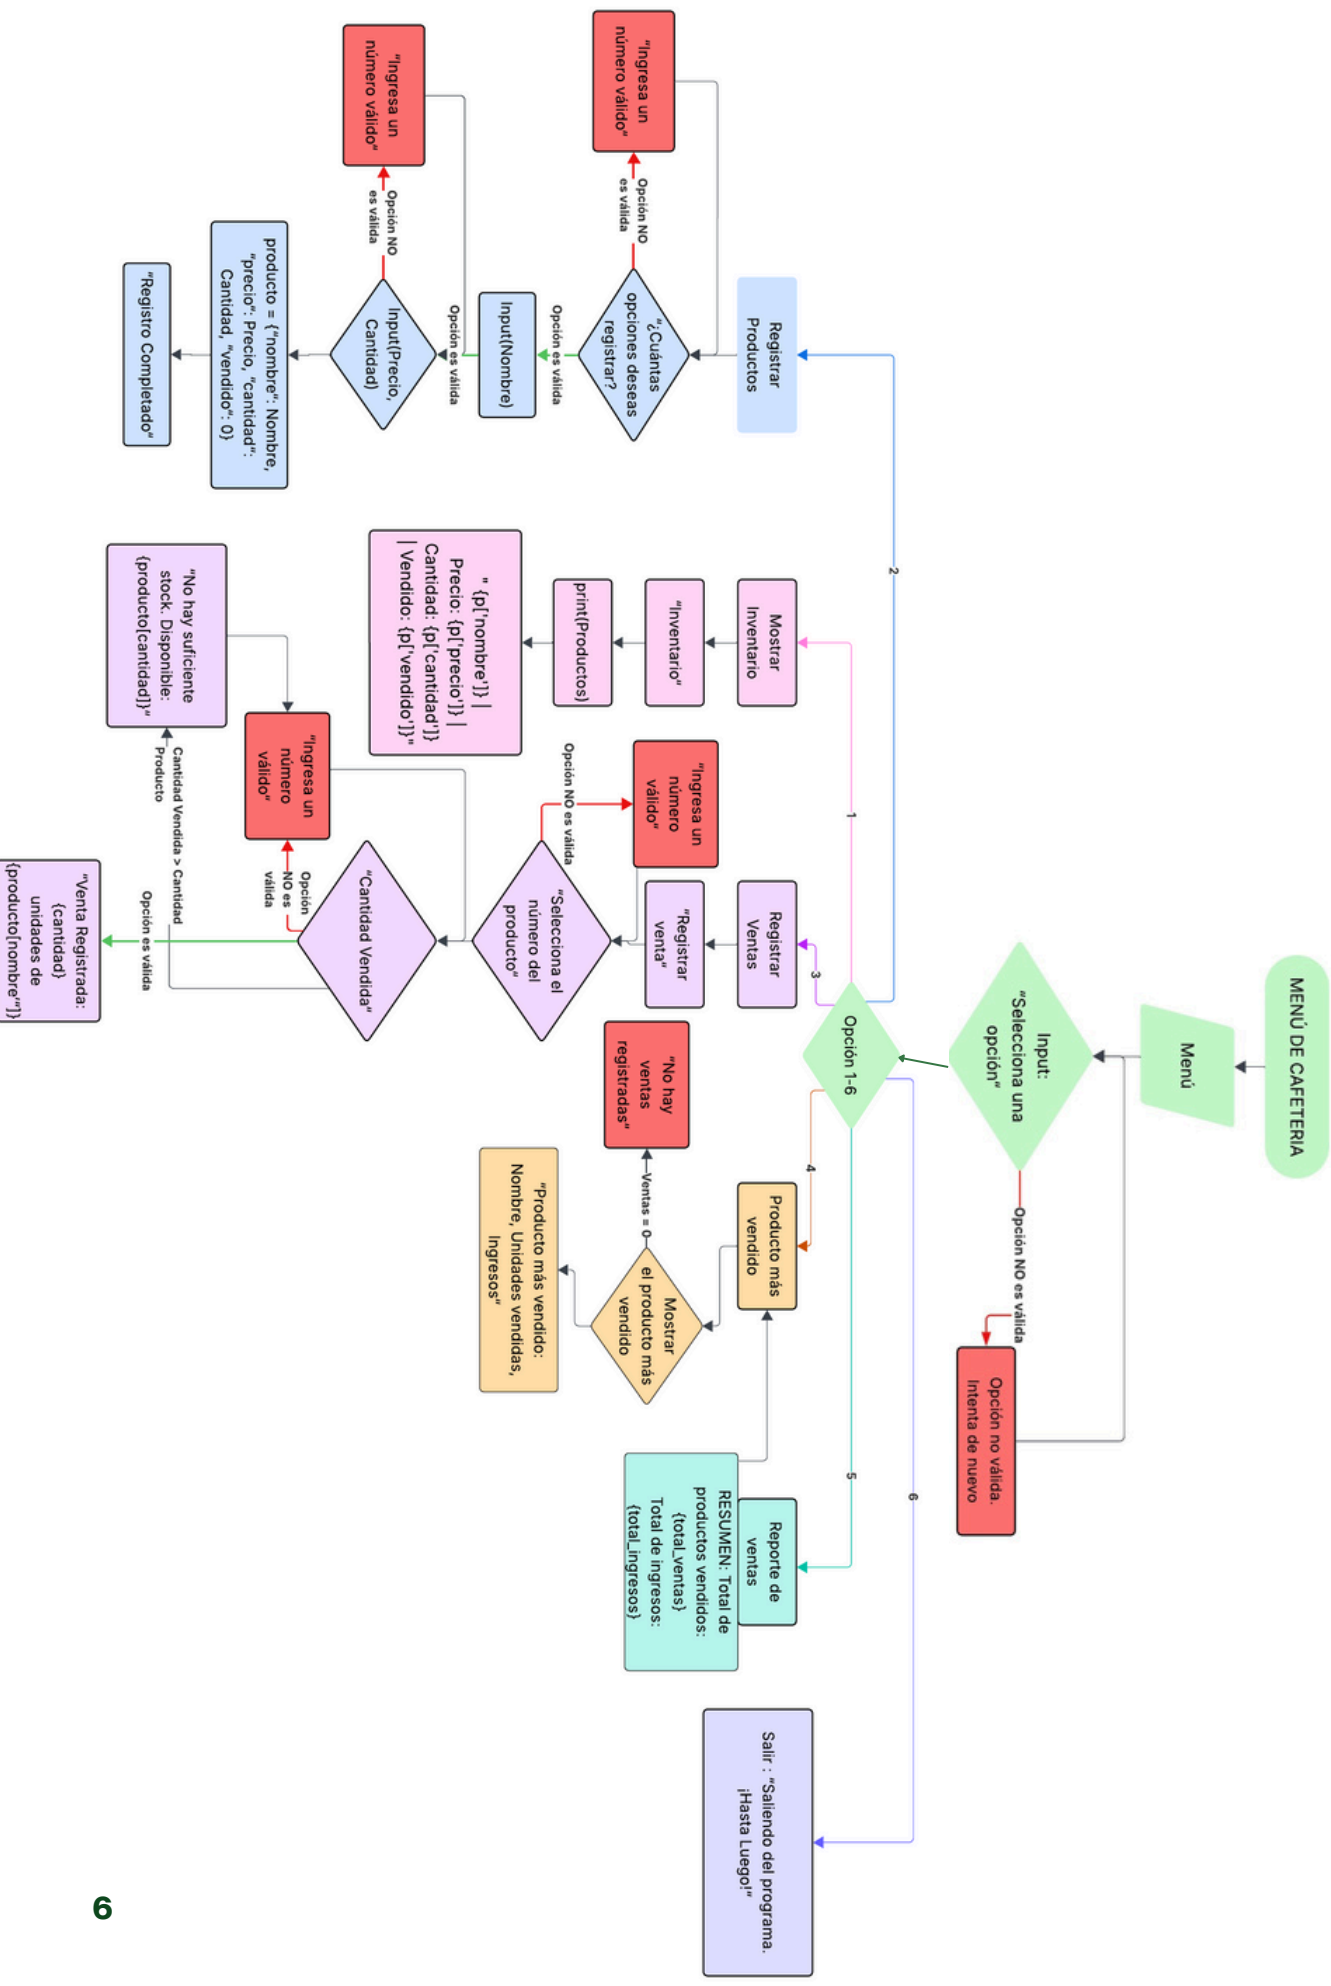 MENÚ DE CAFETERIA
Menú
Input:
"Selecciona una
opción"
Opción NO es válida
Opción no válida.
Intenta de nuevo
Opción 1-6
2
1
3
4
5
6
Registrar
Productos
"¿Cuántas
opciones deseas
registrar?
Opción NO
es válida
"Ingresa un
número válido"
Opción es válida
Input(Nombre)
Opción es válida
Input(Precio,
Cantidad)
Opción NO
es válida
"Ingresa un
número válido"
producto = {"nombre": Nombre,
"precio": Precio, "cantidad":
Cantidad, "vendido": 0}
"Registro Completado"
Mostrar
Inventario
"Inventario"
print(Productos)
" {p['nombre']} |
Precio: {p['precio']} |
Cantidad: {p['cantidad']}
| Vendido: {p['vendido']}"
Registrar
Ventas
"Registrar
venta"
"Selecciona el
número del
producto"
Opción NO es válida
"Ingresa un
número
válido"
"Cantidad Vendida"
Opción
NO es
válida
"Ingresa un
número
válido"
Cantidad Vendida > Cantidad
Producto
"No hay suficiente
stock. Disponible:
{producto[cantidad]}"
Opción es válida
"Venta Registrada:
{cantidad}
unidades de
{producto[nombre'"]}
Producto más
vendido
Mostrar
el producto más
vendido
Ventas = 0
"No hay
ventas
registradas"
"Producto más vendido:
Nombre, Unidades vendidas,
Ingresos"
Reporte de
ventas
RESUMEN: Total de
productos vendidos:
{total_ventas}
Total de ingresos:
{total_ingresos}
Salir : "Saliendo del programa.
¡Hasta Luego!"
6